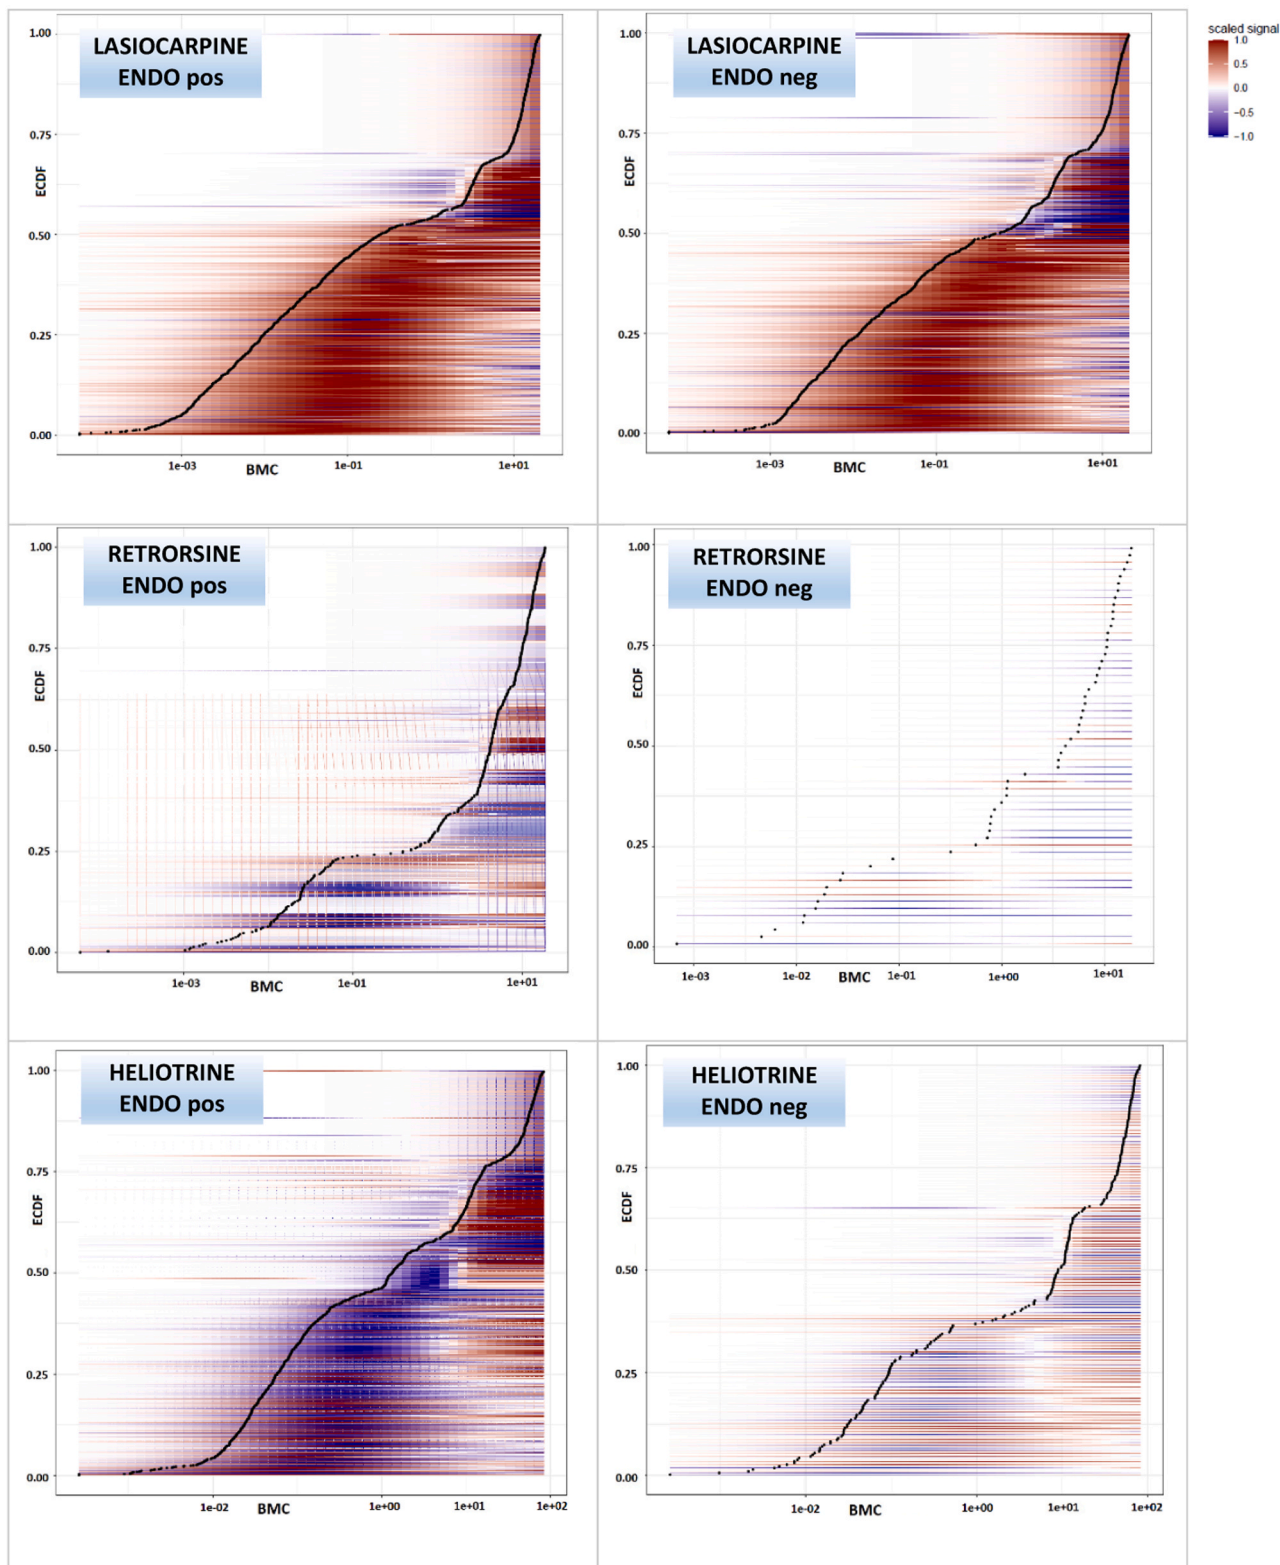 LASIOCARPINE
ENDO pos
1.00
0.75
0.50
0.25
0.00
ECDF
1e-03
1e-01
1e+01
BMC
LASIOCARPINE
ENDO neg
1.00
0.75
0.50
0.25
0.00
ECDF
1e-03
1e-01
1e+01
BMC
scaled signal
1.0
0.5
0.0
-0.5
-1.0
RETRORSINE
ENDO pos
1.00
0.75
0.50
0.25
0.00
ECDF
1e-03
1e-01
1e+01
BMC
RETRORSINE
ENDO neg
1.00
0.75
0.50
0.25
0.00
ECDF
1e-03
1e-02
1e-01
1e+00
1e+01
BMC
HELIOTRINE
ENDO pos
1.00
0.75
0.50
0.25
0.00
ECDF
1e-02
1e+00
1e+01
1e+02
BMC
HELIOTRINE
ENDO neg
1.00
0.75
0.50
0.25
0.00
ECDF
1e-02
1e+00
1e+01
1e+02
BMC